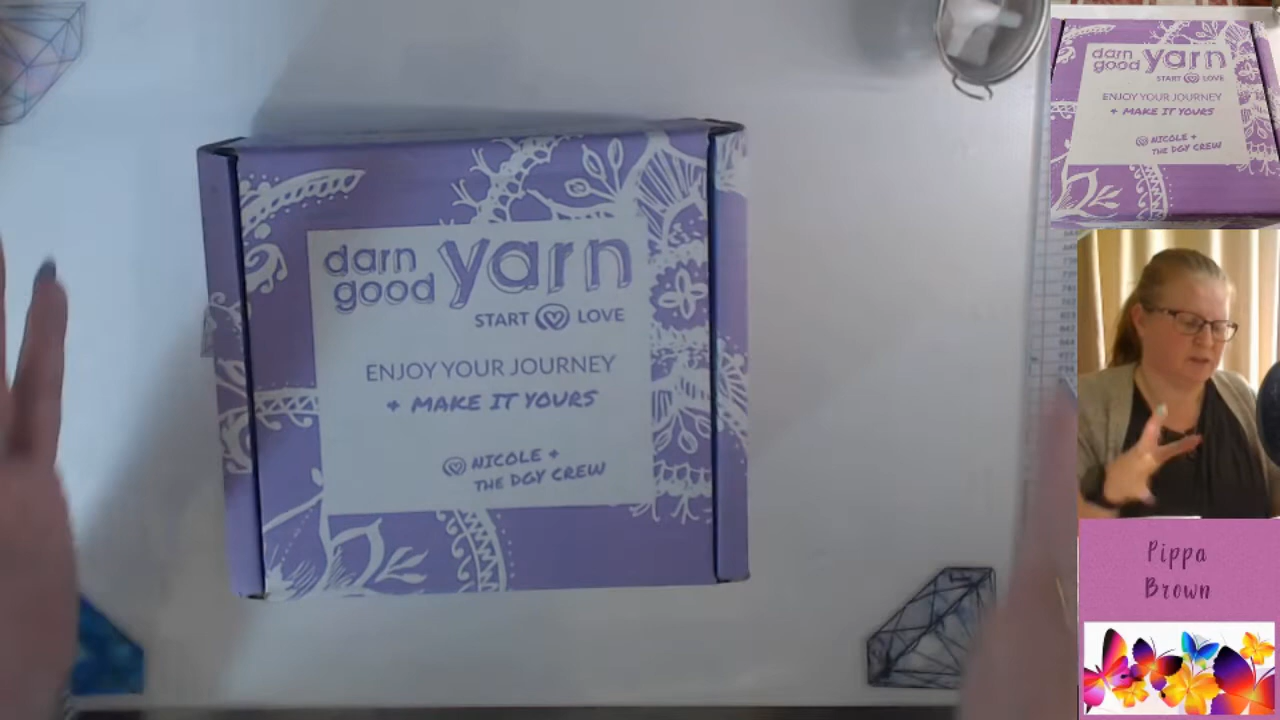 darn good yarn
START LOVE
ENJOY YOUR JOURNEY
+ MAKE IT YOURS
NICOLE +
THE DGY CREW
darn good yarn
START LOVE
ENJOY YOUR JOURNEY
+ MAKE IT YOURS
NICOLE +
THE DGY CREW
Pippa
Brown